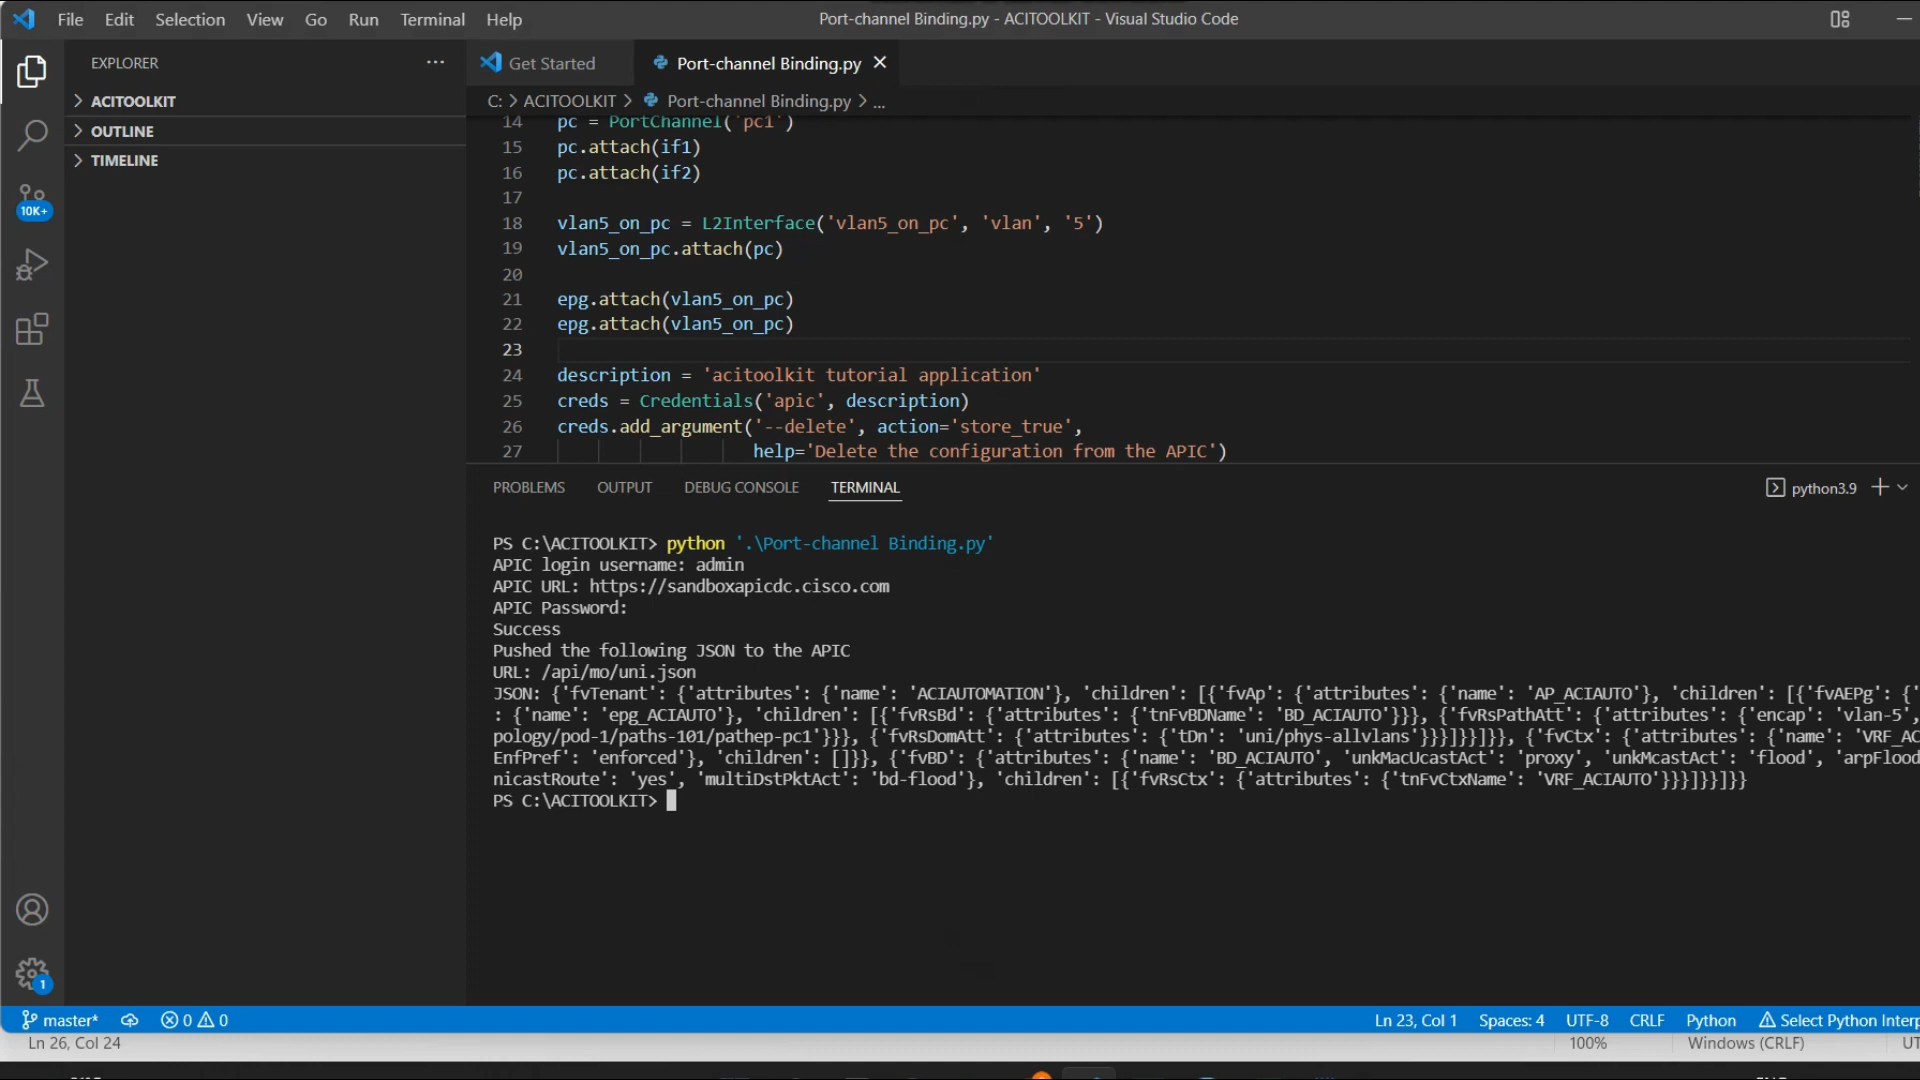 File Edit Selection View Go Run Terminal Help
Port-channel Binding.py - ACITOOLKIT - Visual Studio Code
EXPLORER
ACITOOLKIT
OUTLINE
TIMELINE
10K+
1
Get Started
Port-channel Binding.py
C: > ACITOOLKIT > Port-channel Binding.py > ...
14 pc = PortChannel('pc1')
15 pc.attach(if1)
16 pc.attach(if2)
17
18 vlan5_on_pc = L2Interface('vlan5_on_pc', 'vlan', '5')
19 vlan5_on_pc.attach(pc)
20
21 epg.attach(vlan5_on_pc)
22 epg.attach(vlan5_on_pc)
23
24 description = 'acitoolkit tutorial application'
25 creds = Credentials('apic', description)
26 creds.add_argument('--delete', action='store_true',
27 help='Delete the configuration from the APIC')
PROBLEMS OUTPUT DEBUG CONSOLE TERMINAL
python3.9
PS C:\ACITOOLKIT> python '.\Port-channel Binding.py'
APIC login username: admin
APIC URL: https://sandboxapicdc.cisco.com
APIC Password:
Success
Pushed the following JSON to the APIC
URL: /api/mo/uni.json
JSON: {'fvTenant': {'attributes': {'name': 'ACIAUTOMATION'}, 'children': [{'fvAp': {'attributes': {'name': 'AP_ACIAUTO'}, 'children': [{'fvAEPg': {'
: {'name': 'epg_ACIAUTO'}, 'children': [{'fvRsBd': {'attributes': {'tnFvBDName': 'BD_ACIAUTO'}}}, {'fvRsPathAtt': {'attributes': {'encap': 'vlan-5',
pology/pod-1/paths-101/pathep-pc1'}}}, {'fvRsDomAtt': {'attributes': {'tDn': 'uni/phys-allvlans'}}}]}}]}}, {'fvCtx': {'attributes': {'name': 'VRF_AC
EnfPref': 'enforced'}, 'children': []}}, {'fvBD': {'attributes': {'name': 'BD_ACIAUTO', 'unkMacUcastAct': 'proxy', 'unkMcastAct': 'flood', 'arpFlood
nicastRoute': 'yes', 'multiDstPktAct': 'bd-flood'}, 'children': [{'fvRsCtx': {'attributes': {'tnFvCtxName': 'VRF_ACIAUTO'}}}]}}]}}
PS C:\ACITOOLKIT>
master* 0 0 Ln 23, Col 1 Spaces: 4 UTF-8 CRLF Python Select Python Interp
Ln 26, Col 24 100% Windows (CRLF) UT